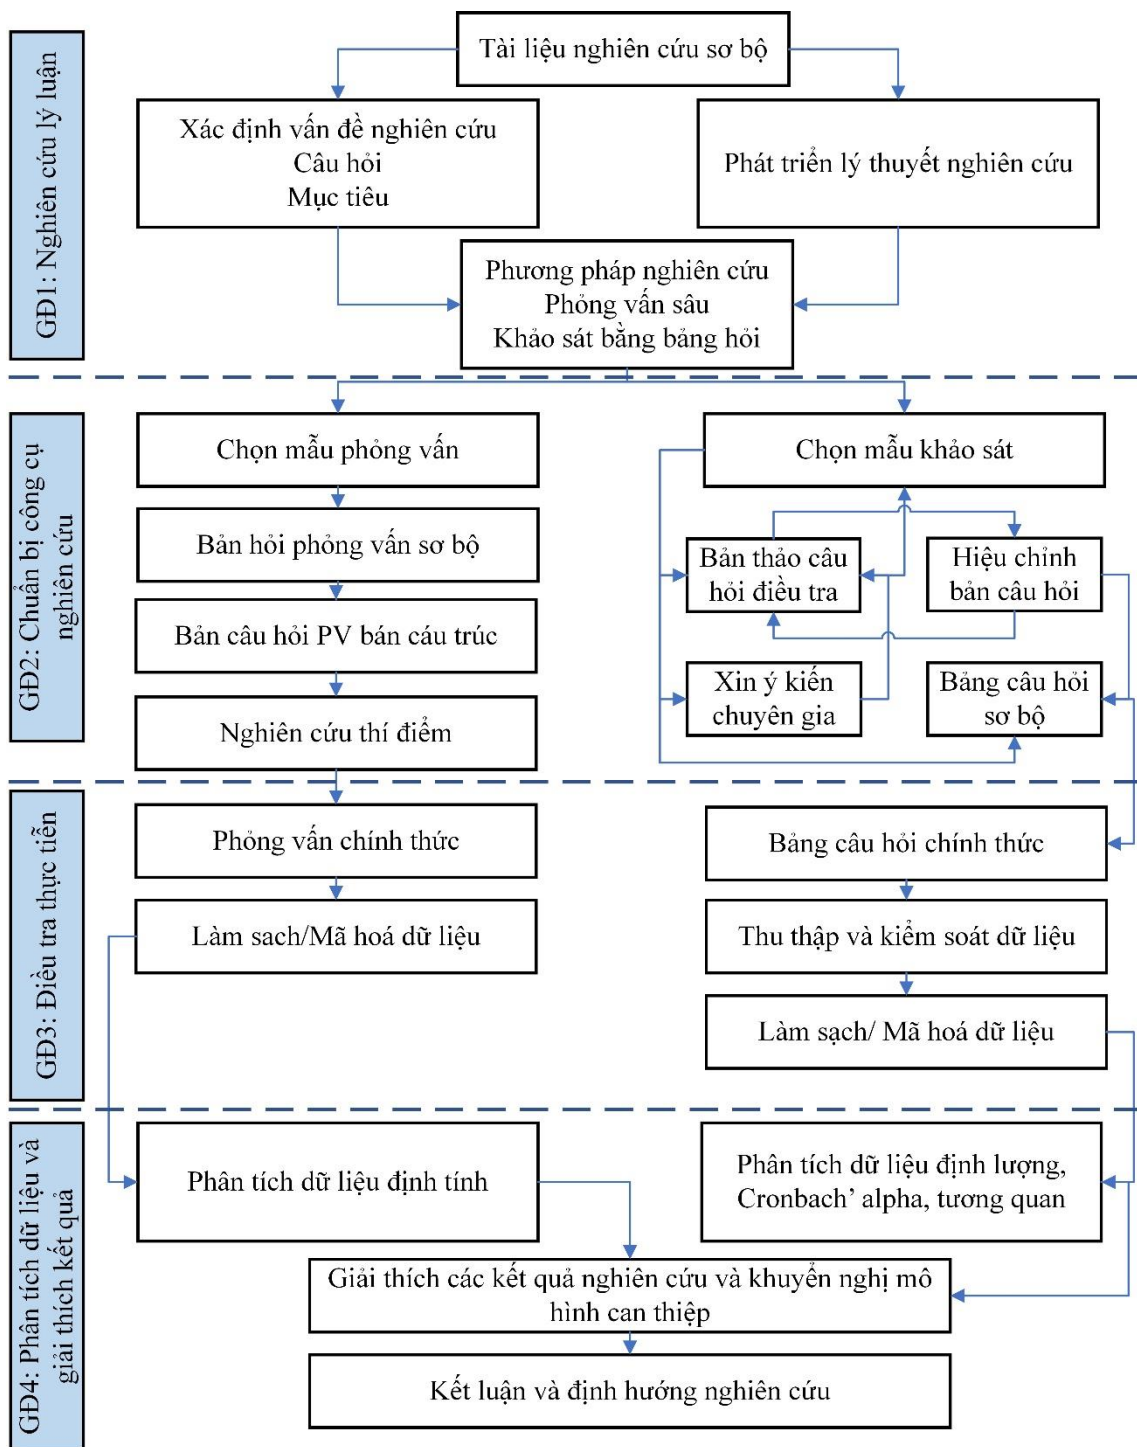 GĐ1: Nghiên cứu lý luận
Tài liệu nghiên cứu sơ bộ
Xác định vấn đề nghiên cứu
Câu hỏi
Mục tiêu
Phát triển lý thuyết nghiên cứu
Phương pháp nghiên cứu
Phỏng vấn sâu
Khảo sát bằng bảng hỏi
GĐ2: Chuẩn bị công cụ
nghiên cứu
Chọn mẫu phỏng vấn
Bản hỏi phỏng vấn sơ bộ
Bản câu hỏi PV bán cáu trúc
Nghiên cứu thí điểm
Chọn mẫu khảo sát
Bản thảo câu
hỏi điều tra
Hiệu chỉnh
bản câu hỏi
Xin ý kiến
chuyên gia
Bảng câu hỏi
sơ bộ
GĐ3: Điều tra thực tiễn
Phỏng vấn chính thức
Làm sach/Mã hoá dữ liệu
Bảng câu hỏi chính thức
Thu thập và kiểm soát dữ liệu
Làm sạch/ Mã hoá dữ liệu
GĐ4: Phân tích dữ liệu và
giải thích kết quả
Phân tích dữ liệu định tính
Phân tích dữ liệu định lượng,
Cronbach’ alpha, tương quan
Giải thích các kết quả nghiên cứu và khuyển nghị mô
hình can thiệp
Kết luận và định hướng nghiên cứu